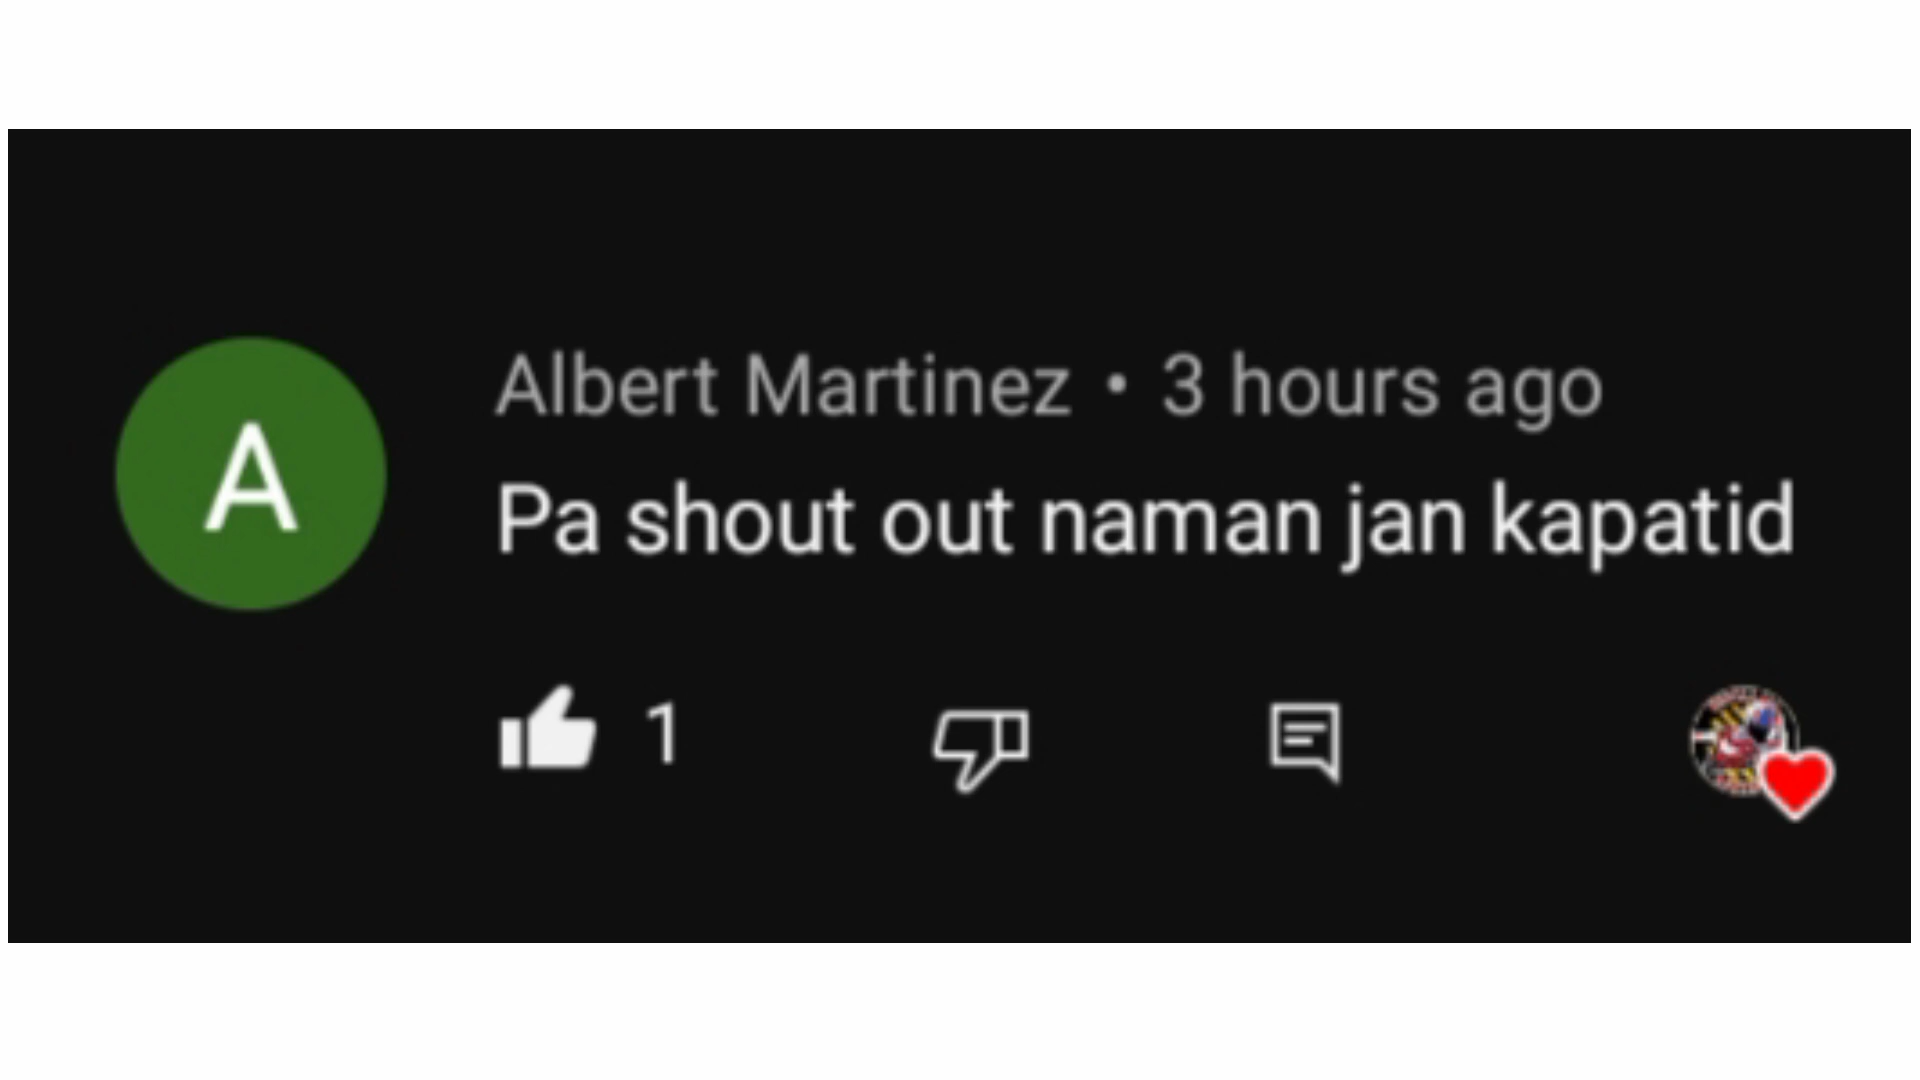 A
Albert Martinez • 3 hours ago
Pa shout out naman jan kapatid
1